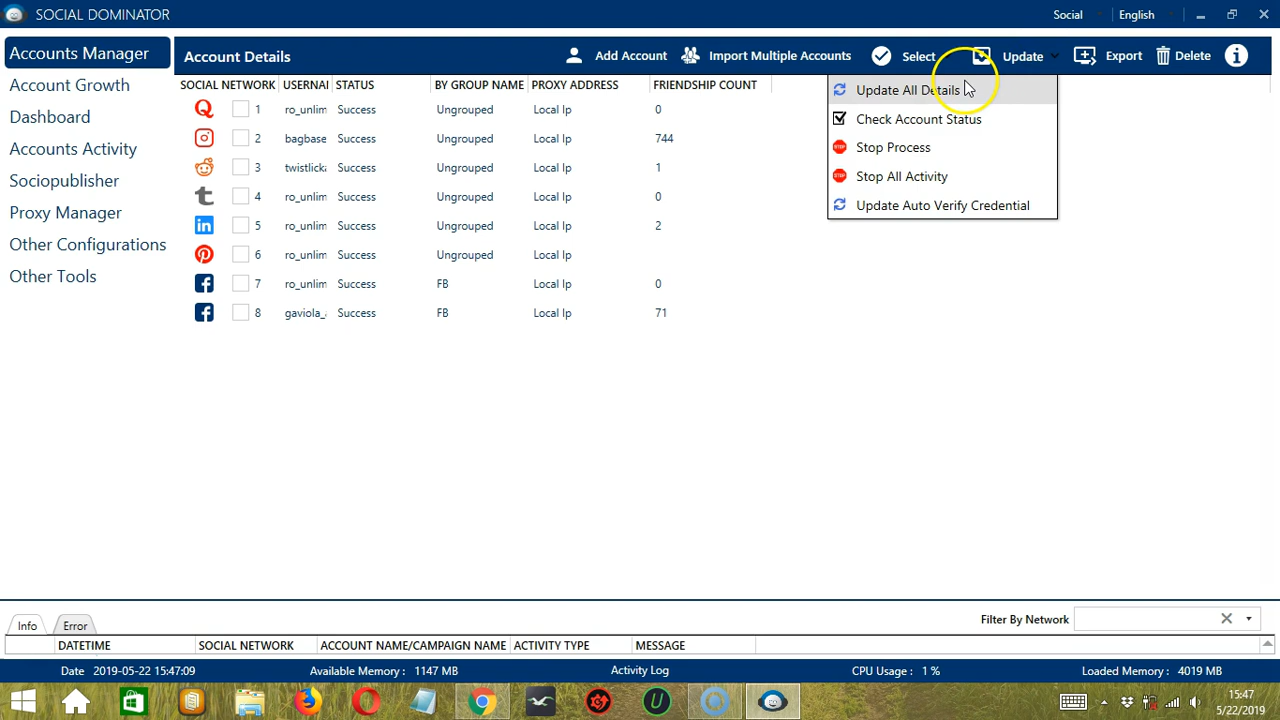 SOCIAL DOMINATOR
Social
English
Accounts Manager
Account Growth
Dashboard
Accounts Activity
Sociopublisher
Proxy Manager
Other Configurations
Other Tools
Account Details
Add Account
Import Multiple Accounts
Select
Update
Export
Delete
SOCIAL NETWORK USERNAI STATUS BY GROUP NAME PROXY ADDRESS FRIENDSHIP COUNT
1 ro_unlim Success Ungrouped Local Ip 0
2 bagbase Success Ungrouped Local Ip 744
3 twistlicka Success Ungrouped Local Ip 1
4 ro_unlim Success Ungrouped Local Ip 0
5 ro_unlim Success Ungrouped Local Ip 2
6 ro_unlim Success Ungrouped Local Ip
7 ro_unlim Success FB Local Ip 0
8 gaviola_a Success FB Local Ip 71
Update All Details
Check Account Status
Stop Process
Stop All Activity
Update Auto Verify Credential
Info
Error
Filter By Network
DATETIME SOCIAL NETWORK ACCOUNT NAME/CAMPAIGN NAME ACTIVITY TYPE MESSAGE
Date 2019-05-22 15:47:09 Available Memory : 1147 MB Activity Log CPU Usage : 1 % Loaded Memory : 4019 MB
15:47
5/22/2019